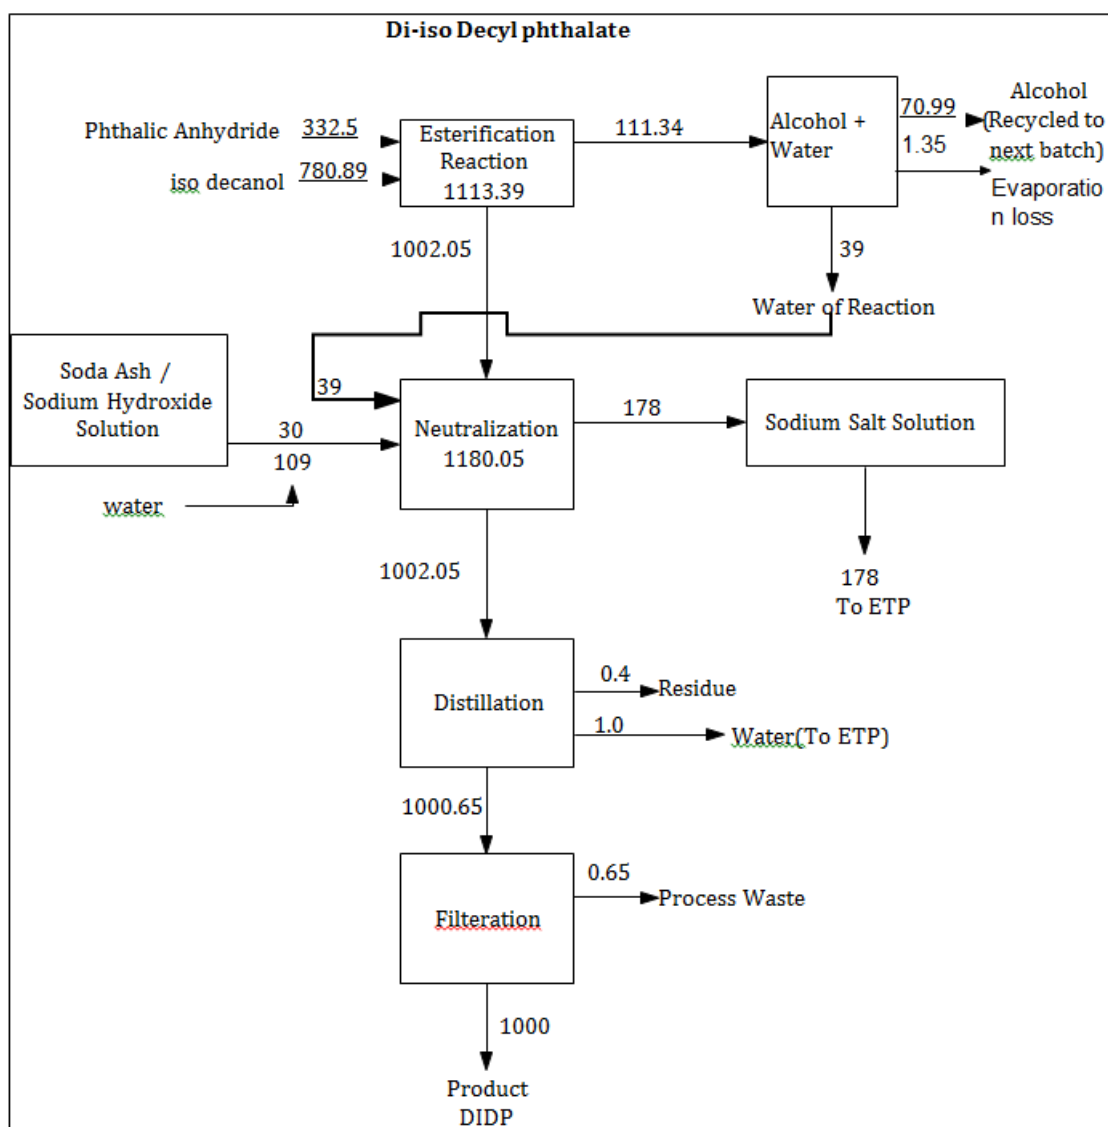 Di-iso Decyl phthalate
Phthalic Anhydride
332.5
iso decanol
780.89
Esterification
Reaction
1113.39
111.34
Alcohol +
Water
70.99
1.35
Alcohol
(Recycled to
next batch)
Evaporatio
n loss
1002.05
39
Water of Reaction
Soda Ash /
Sodium Hydroxide
Solution
39
30
109
water
Neutralization
1180.05
178
Sodium Salt Solution
178
To ETP
1002.05
Distillation
0.4
Residue
1.0
Water(To ETP)
1000.65
Filteration
0.65
Process Waste
1000
Product
DIDP